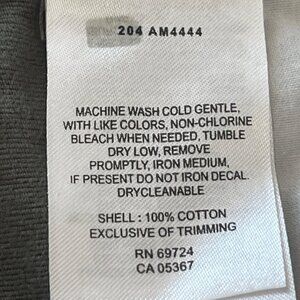 204 AM4444
MACHINE WASH COLD GENTLE,
WITH LIKE COLORS, NON-CHLORINE
BLEACH WHEN NEEDED, TUMBLE
DRY LOW, REMOVE
PROMPTLY, IRON MEDIUM,
IF PRESENT DO NOT IRON DECAL.
DRYCLEANABLE
SHELL : 100% COTTON
EXCLUSIVE OF TRIMMING
RN 69724
CA 05367